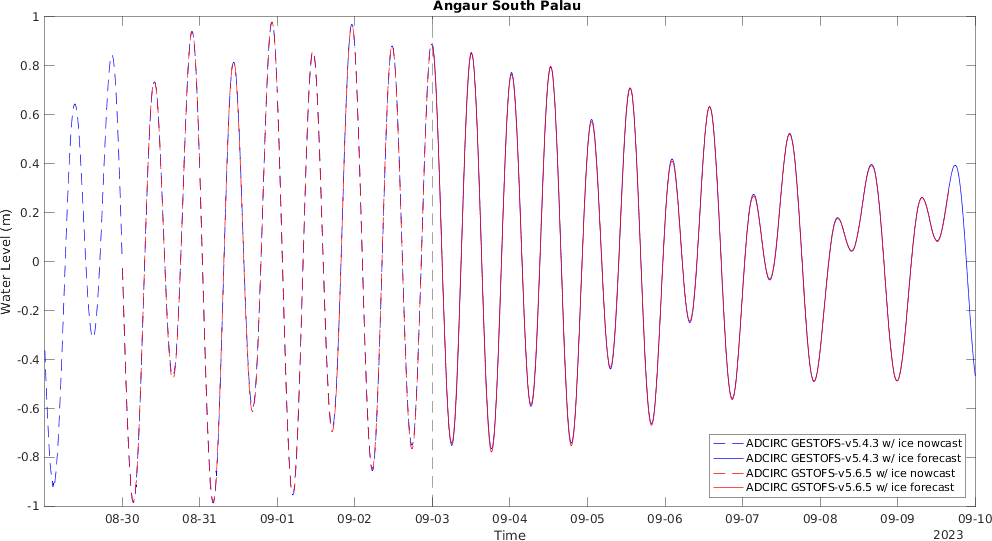 Angaur South Palau
1
0.8
0.6
0.4
0.2
0
-0.2
-0.4
-0.6
-0.8
-1
Water Level (m)
08-30 08-31 09-01 09-02 09-03 09-04 09-05 09-06 09-07 09-08 09-09 09-10
Time
2023
ADCIRC GESTOFS-v5.4.3 w/ ice nowcast
ADCIRC GESTOFS-v5.4.3 w/ ice forecast
ADCIRC GSTOFS-v5.6.5 w/ ice nowcast
ADCIRC GSTOFS-v5.6.5 w/ ice forecast